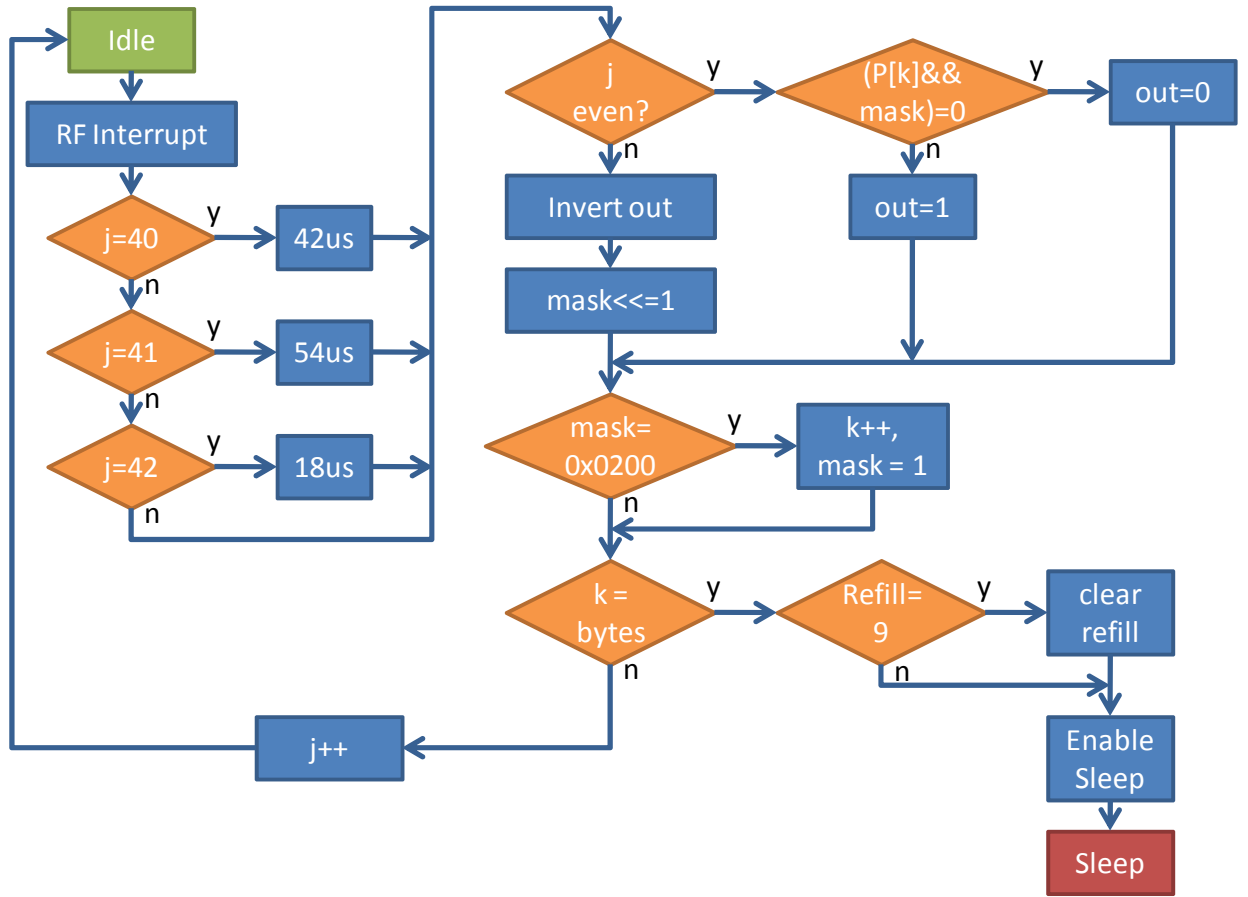 Idle
RF Interrupt
j=40
y
42us
n
j=41
y
54us
n
j=42
y
18us
n
j
even?
y
(P[k]&&
mask)=0
y
out=0
n
Invert out
n
out=1
mask<<=1
mask=
0x0200
y
k++,
mask = 1
n
k =
bytes
y
Refill=
9
y
clear
refill
n
n
j++
Enable
Sleep
Sleep